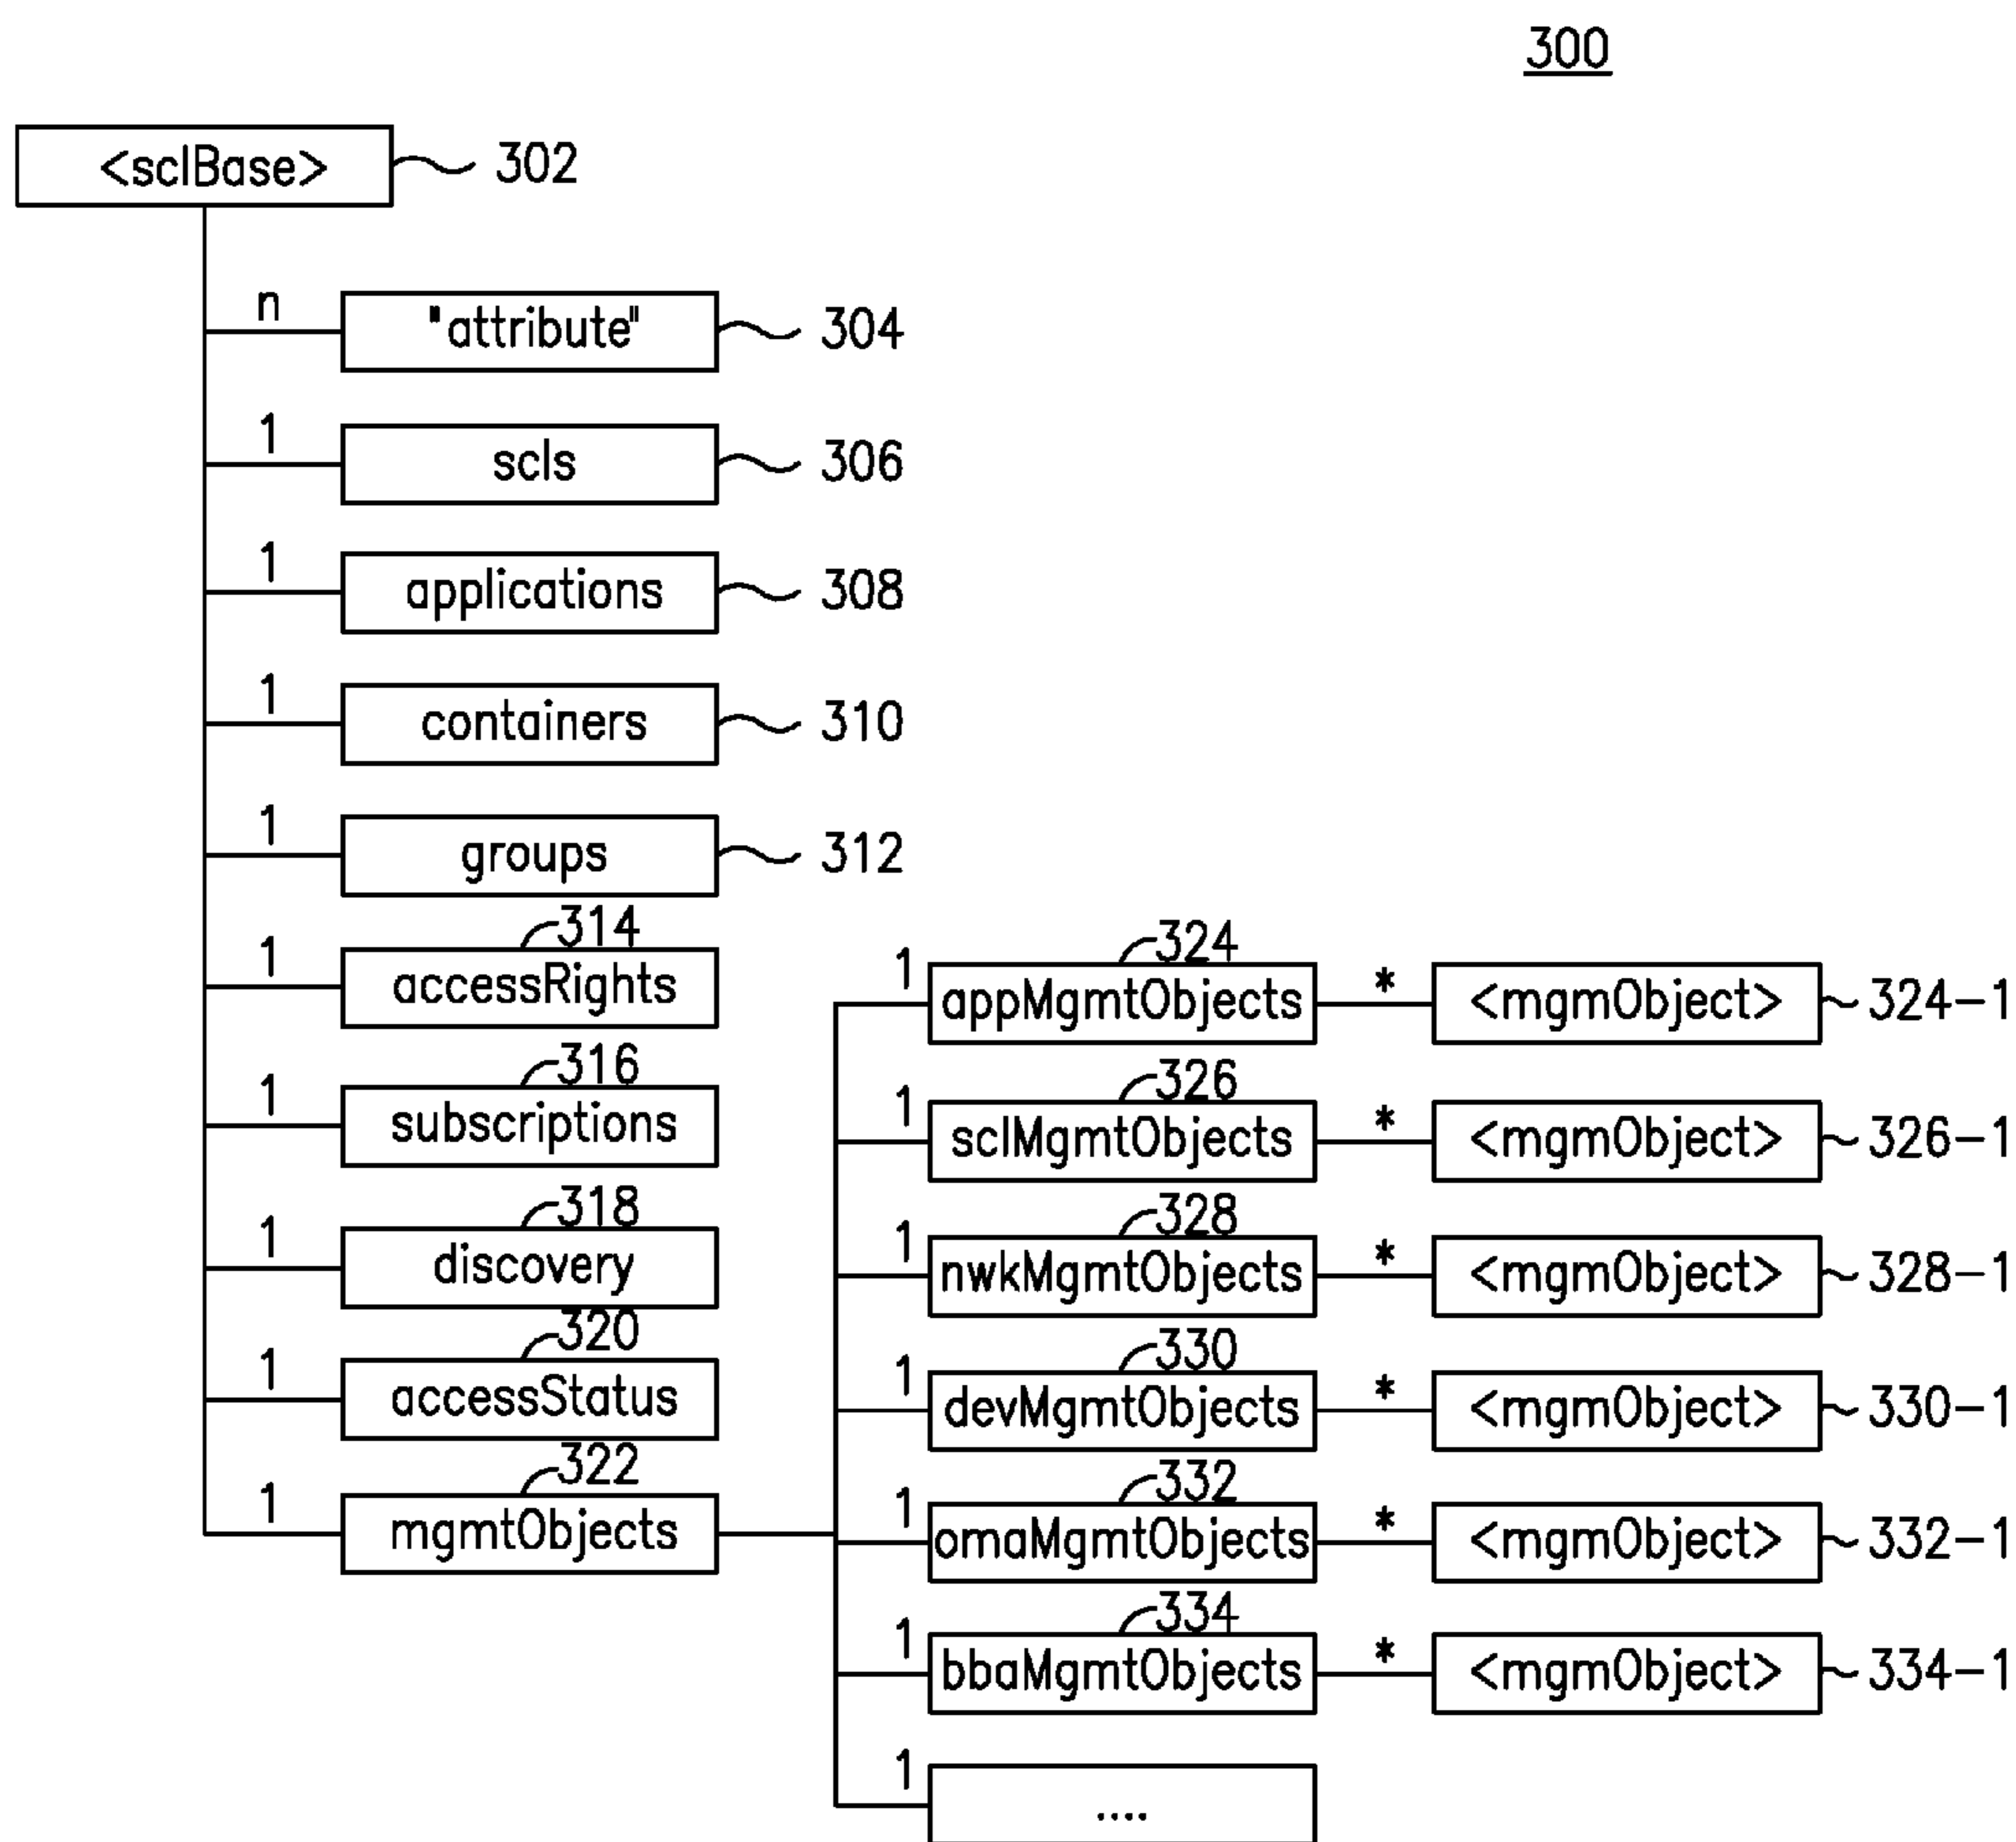 300
<sclBase> 302
n "attribute" 304
1 scls 306
1 applications 308
1 containers 310
1 groups 312
314
1 accessRights
316
1 subscriptions
318
1 discovery
320
1 accessStatus
322
1 mgmtObjects
324
1 appMgmtObjects * <mgmObject> 324-1
326
1 sclMgmtObjects * <mgmObject> 326-1
328
1 nwkMgmtObjects * <mgmObject> 328-1
330
1 devMgmtObjects * <mgmObject> 330-1
332
1 omaMgmtObjects * <mgmObject> 332-1
334
1 bbaMgmtObjects * <mgmObject> 334-1
1 ....